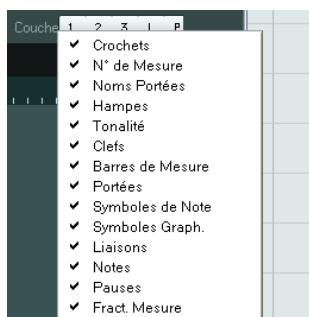 Couche 1 2 3 L P
Crochets
N° de Mesure
Noms Portées
Hampes
Tonalité
Clefs
Barres de Mesure
Portées
Symboles de Note
Symboles Graph.
Liaisons
Notes
Pauses
Fract. Mesure